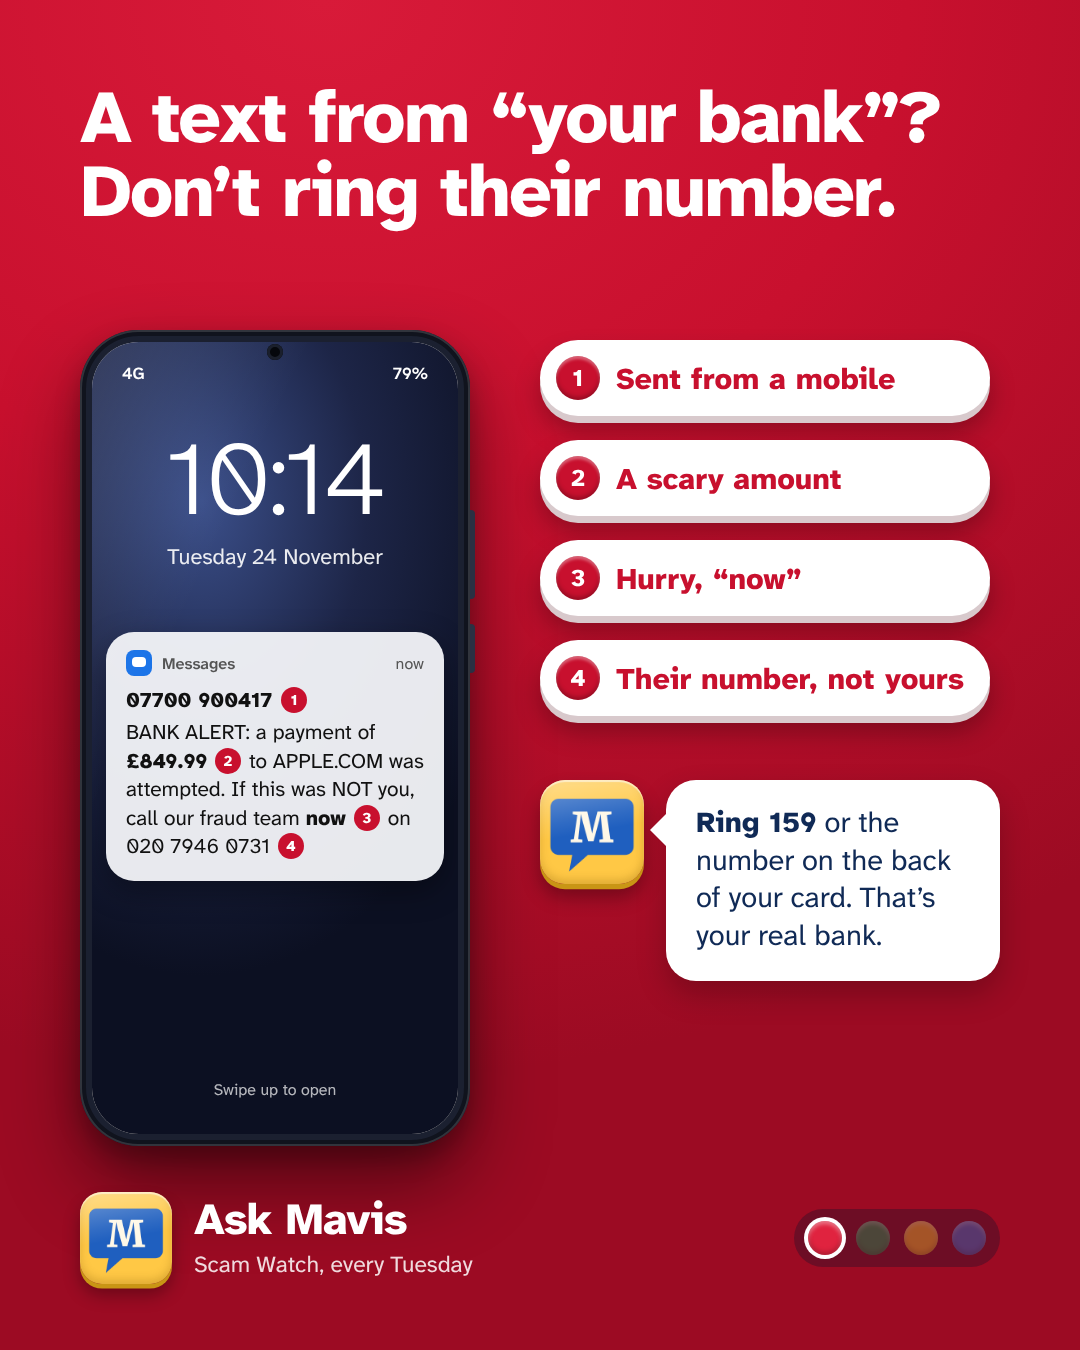 A text from “your bank”?
Don’t ring their number.
4G 79%
10:14
Tuesday 24 November
Messages now
07700 900417 1
BANK ALERT: a payment of
£849.99 2 to APPLE.COM was
attempted. If this was NOT you,
call our fraud team now 3 on
020 7946 0731 4
Swipe up to open
1 Sent from a mobile
2 A scary amount
3 Hurry, “now”
4 Their number, not yours
M
Ring 159 or the
number on the back
of your card. That’s
your real bank.
M
Ask Mavis
Scam Watch, every Tuesday